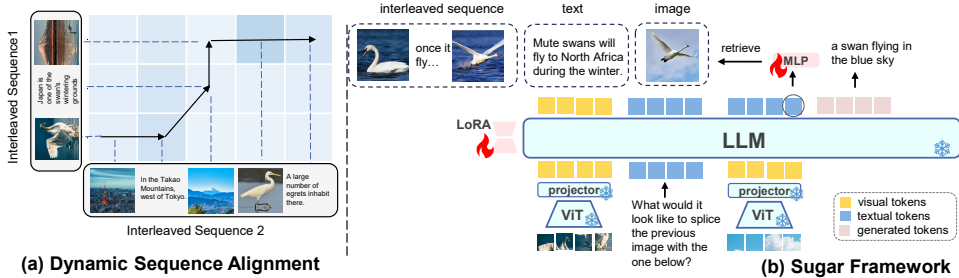 Interleaved Sequence 1
Japan is
one of the
swan's
wintering
grounds
In the Takao
Mountains,
west of Tokyo.
A large
number of
egrets inhabit
there.
Interleaved Sequence 2
(a) Dynamic Sequence Alignment
interleaved sequence
text
image
once it
fly…
Mute swans will
fly to North Africa
during the winter.
retrieve
MLP
a swan flying in
the blue sky
LoRA
LLM
projector
ViT
What would it
look like to splice
the previous
image with the
one below?
projector
ViT
visual tokens
textual tokens
generated tokens
(b) Sugar Framework